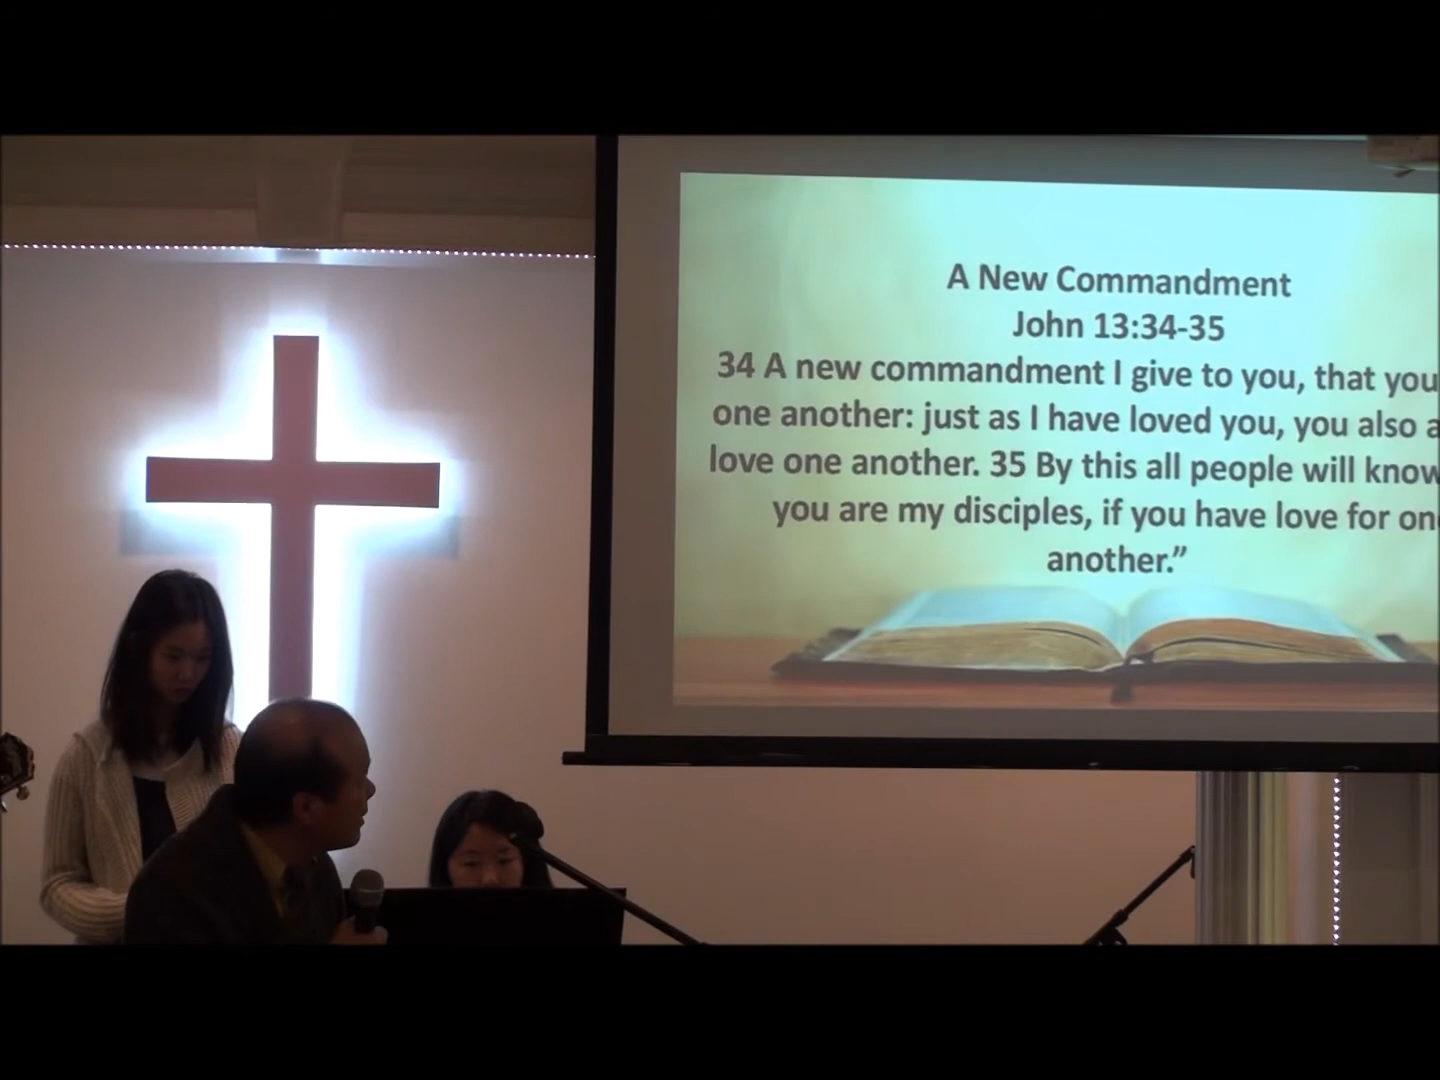 A New Commandment
John 13:34-35
34 A new commandment I give to you, that you
one another: just as I have loved you, you also
love one another. 35 By this all people will know
you are my disciples, if you have love for
another.”